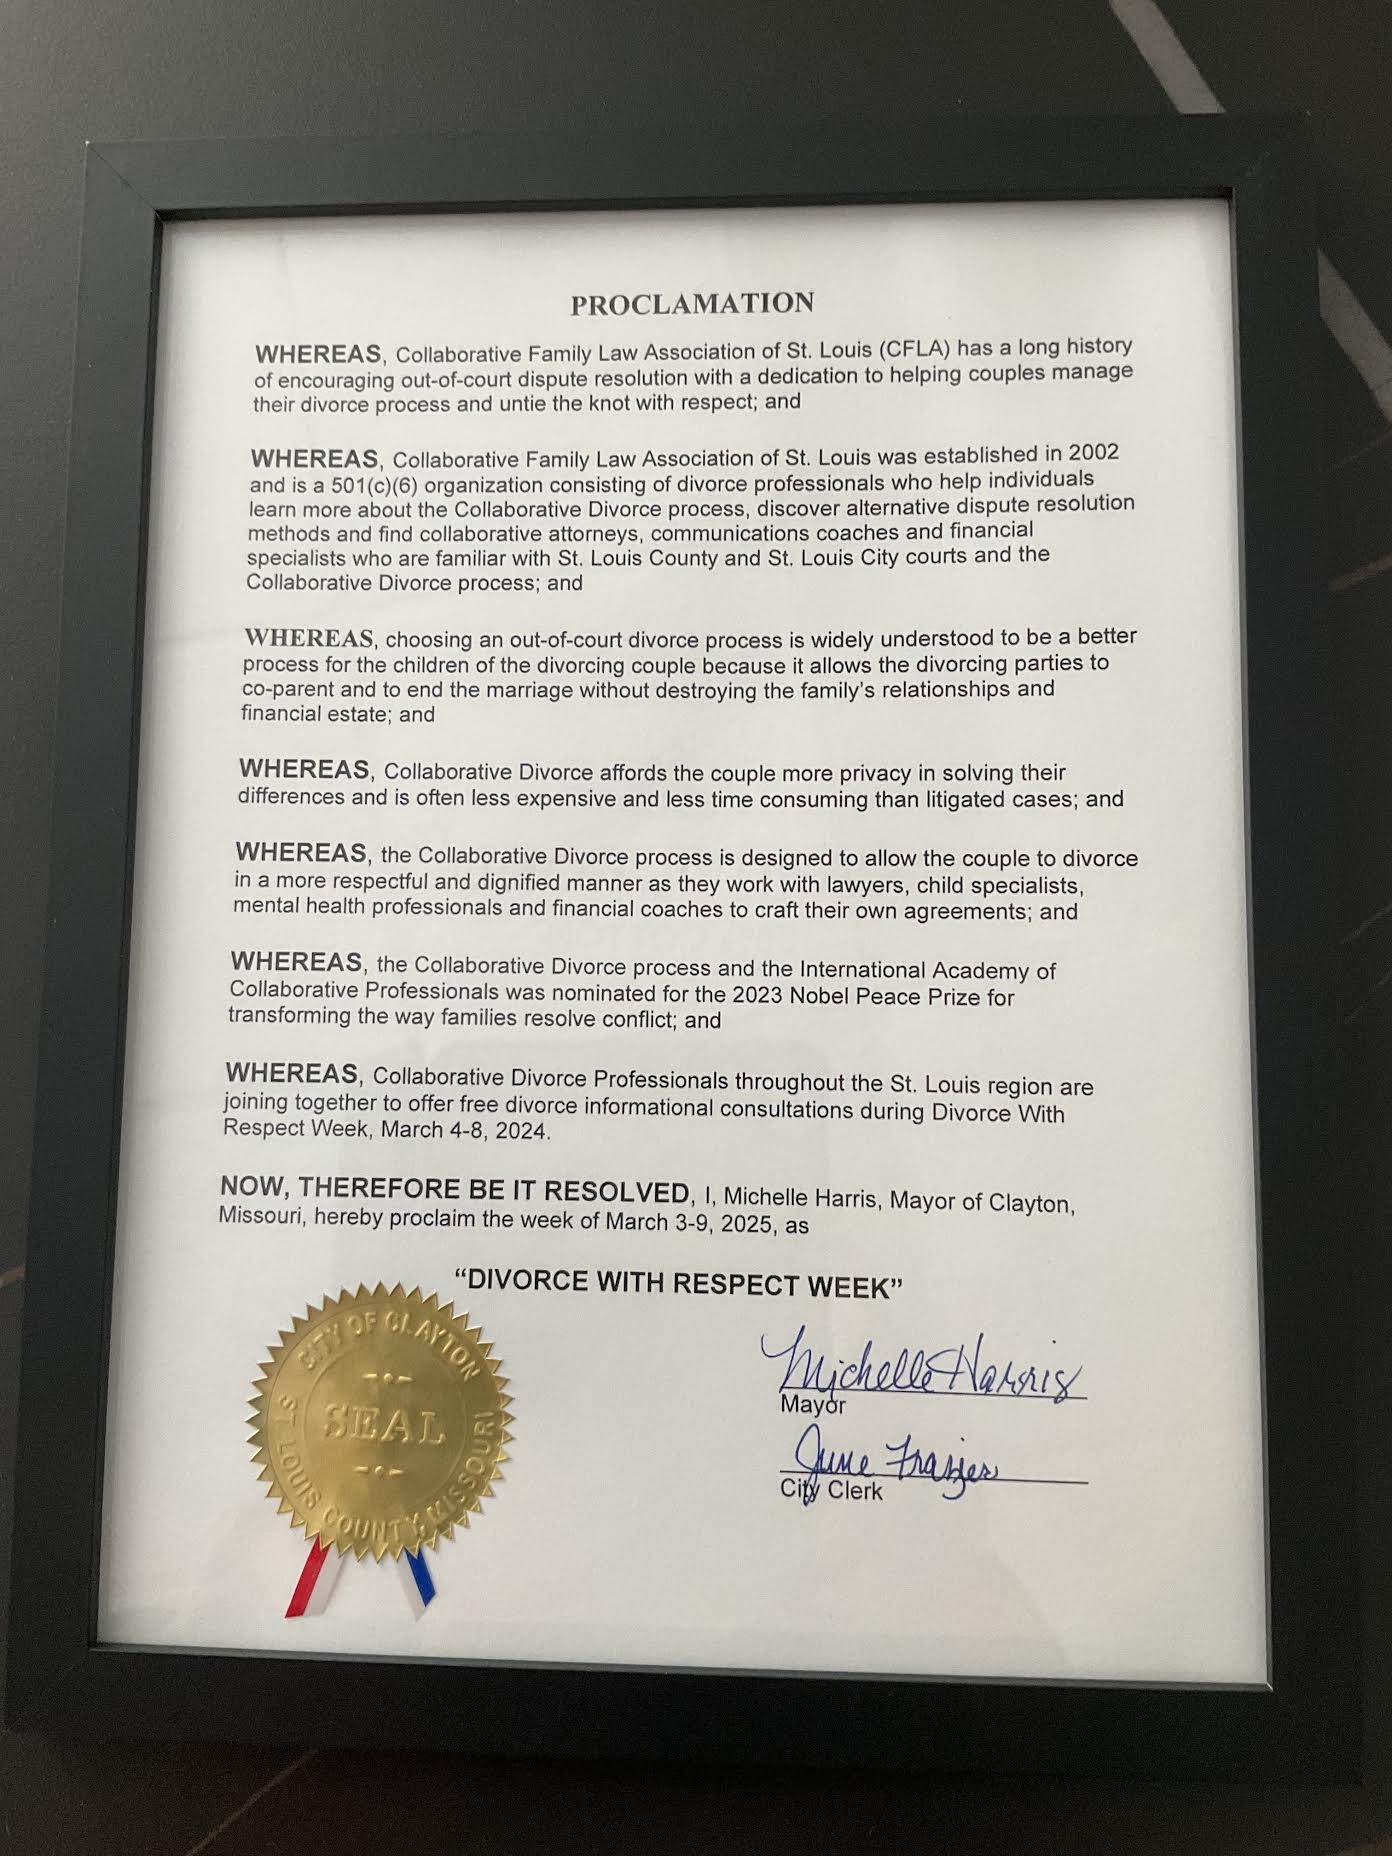 PROCLAMATION
WHEREAS, Collaborative Family Law Association of St. Louis (CFLA) has a long history
of encouraging out-of-court dispute resolution with a dedication to helping couples manage
their divorce process and untie the knot with respect; and
WHEREAS, Collaborative Family Law Association of St. Louis was established in 2002
and is a 501(c)(6) organization consisting of divorce professionals who help individuals
learn more about the Collaborative Divorce process, discover alternative dispute resolution
methods and find collaborative attorneys, communications coaches and financial
specialists who are familiar with St. Louis County and St. Louis City courts and the
Collaborative Divorce process; and
WHEREAS, choosing an out-of-court divorce process is widely understood to be a better
process for the children of the divorcing couple because it allows the divorcing parties to
co-parent and to end the marriage without destroying the family's relationships and
financial estate; and
WHEREAS, Collaborative Divorce affords the couple more privacy in solving their
differences and is often less expensive and less time consuming than litigated cases; and
WHEREAS, the Collaborative Divorce process is designed to allow the couple to divorce
in a more respectful and dignified manner as they work with lawyers, child specialists,
mental health professionals and financial coaches to craft their own agreements; and
WHEREAS, the Collaborative Divorce process and the International Academy of
Collaborative Professionals was nominated for the 2023 Nobel Peace Prize for
transforming the way families resolve conflict; and
WHEREAS, Collaborative Divorce Professionals throughout the St. Louis region are
joining together to offer free divorce informational consultations during Divorce With
Respect Week, March 4-8, 2024.
NOW, THEREFORE BE IT RESOLVED, I, Michelle Harris, Mayor of Clayton,
Missouri, hereby proclaim the week of March 3-9, 2025, as
“DIVORCE WITH RESPECT WEEK”
CITY OF CLAYTON
SEAL
ST. LOUIS COUNTY, MISSOURI
Michelle Harris
Mayor
June Frazier
City Clerk